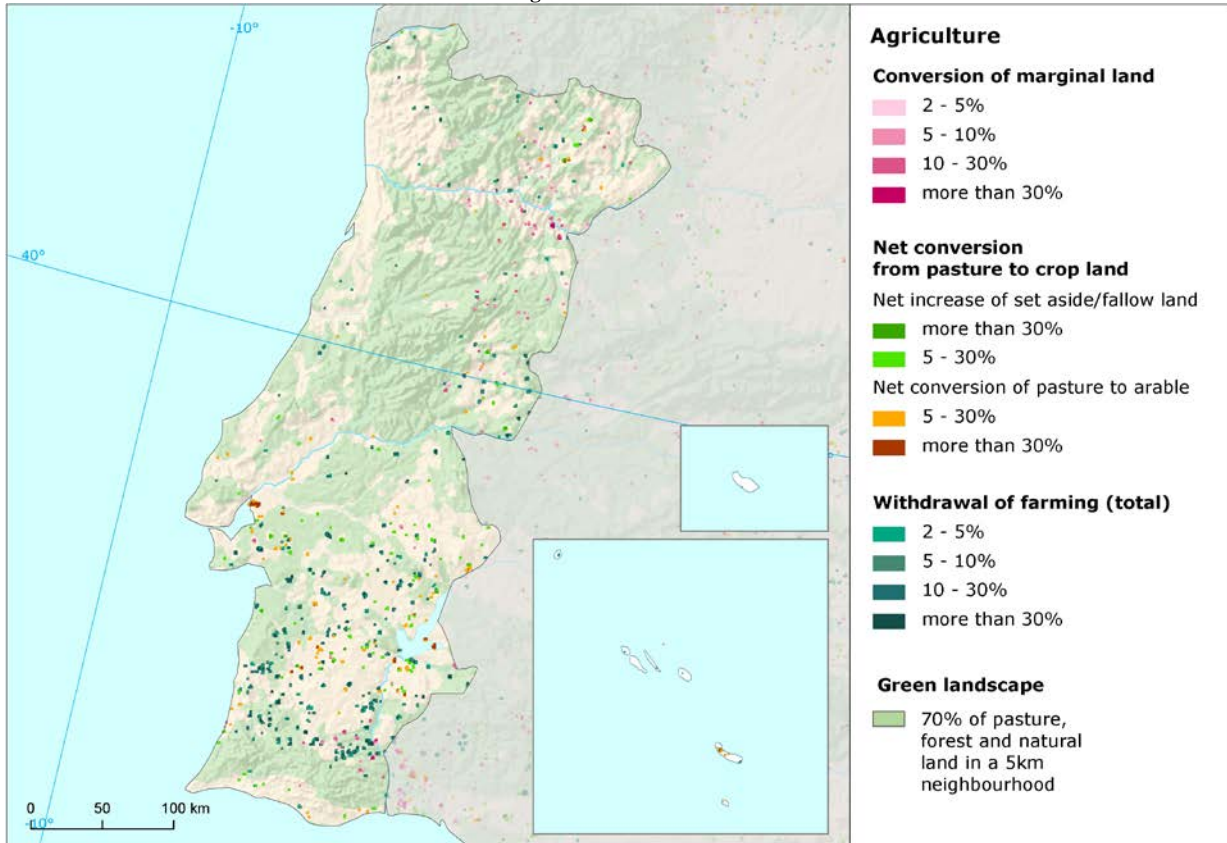 -10°
40°
0 50 100 km
-10°
Agriculture
Conversion of marginal land
2 - 5%
5 - 10%
10 - 30%
more than 30%
Net conversion
from pasture to crop land
Net increase of set aside/fallow land
more than 30%
5 - 30%
Net conversion of pasture to arable
5 - 30%
more than 30%
Withdrawal of farming (total)
2 - 5%
5 - 10%
10 - 30%
more than 30%
Green landscape
70% of pasture,
forest and natural
land in a 5km
neighbourhood